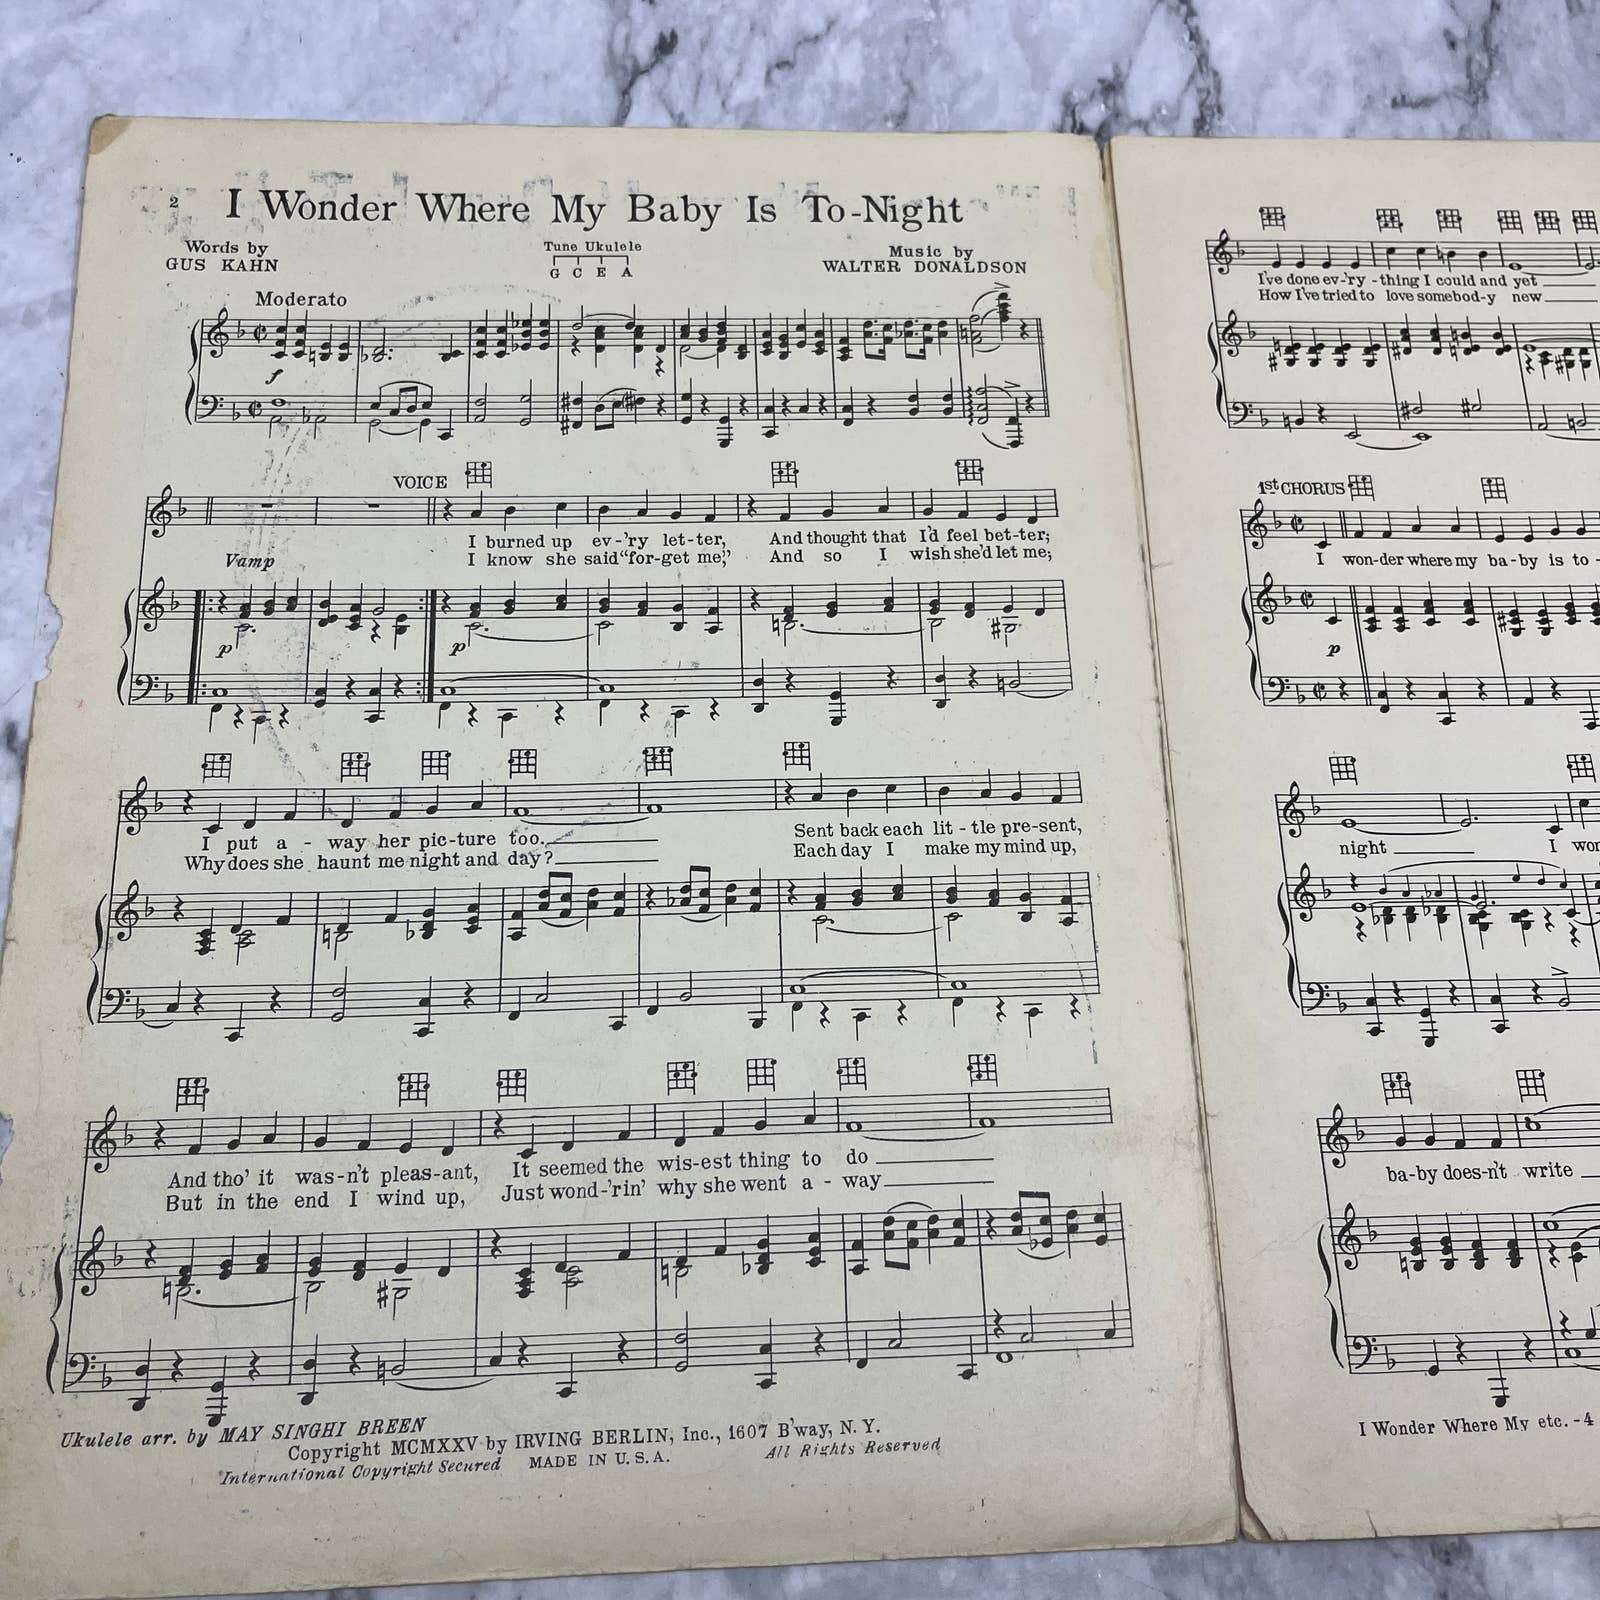 2 I Wonder Where My Baby Is To-Night
Words by
GUS KAHN
Tune Ukulele
G C E A
Music by
WALTER DONALDSON
Moderato
f
VOICE
I burned up ev-'ry let-ter, And thought that I'd feel bet-ter;
I know she said "for-get me," And so I wish she'd let me;
Vamp
p
p
I put a - way her pic-ture too. Sent back each lit - tle pre-sent,
Why does she haunt me night and day? Each day I make my mind up,
And tho' it was-n't pleas-ant, It seemed the wis-est thing to do
But in the end I wind up, Just wond-'rin' why she went a - way
Ukulele arr. by MAY SINGHI BREEN
Copyright MCMXXV by IRVING BERLIN, Inc., 1607 B'way, N. Y.
International Copyright Secured MADE IN U. S. A. All Rights Reserved
I've done ev-'ry - thing I could and yet
How I've tried to love somebod-y new
1st CHORUS
I won-der where my ba-by is to -
p
night I
ba-by does-n't write
I Wonder Where My etc. - 4